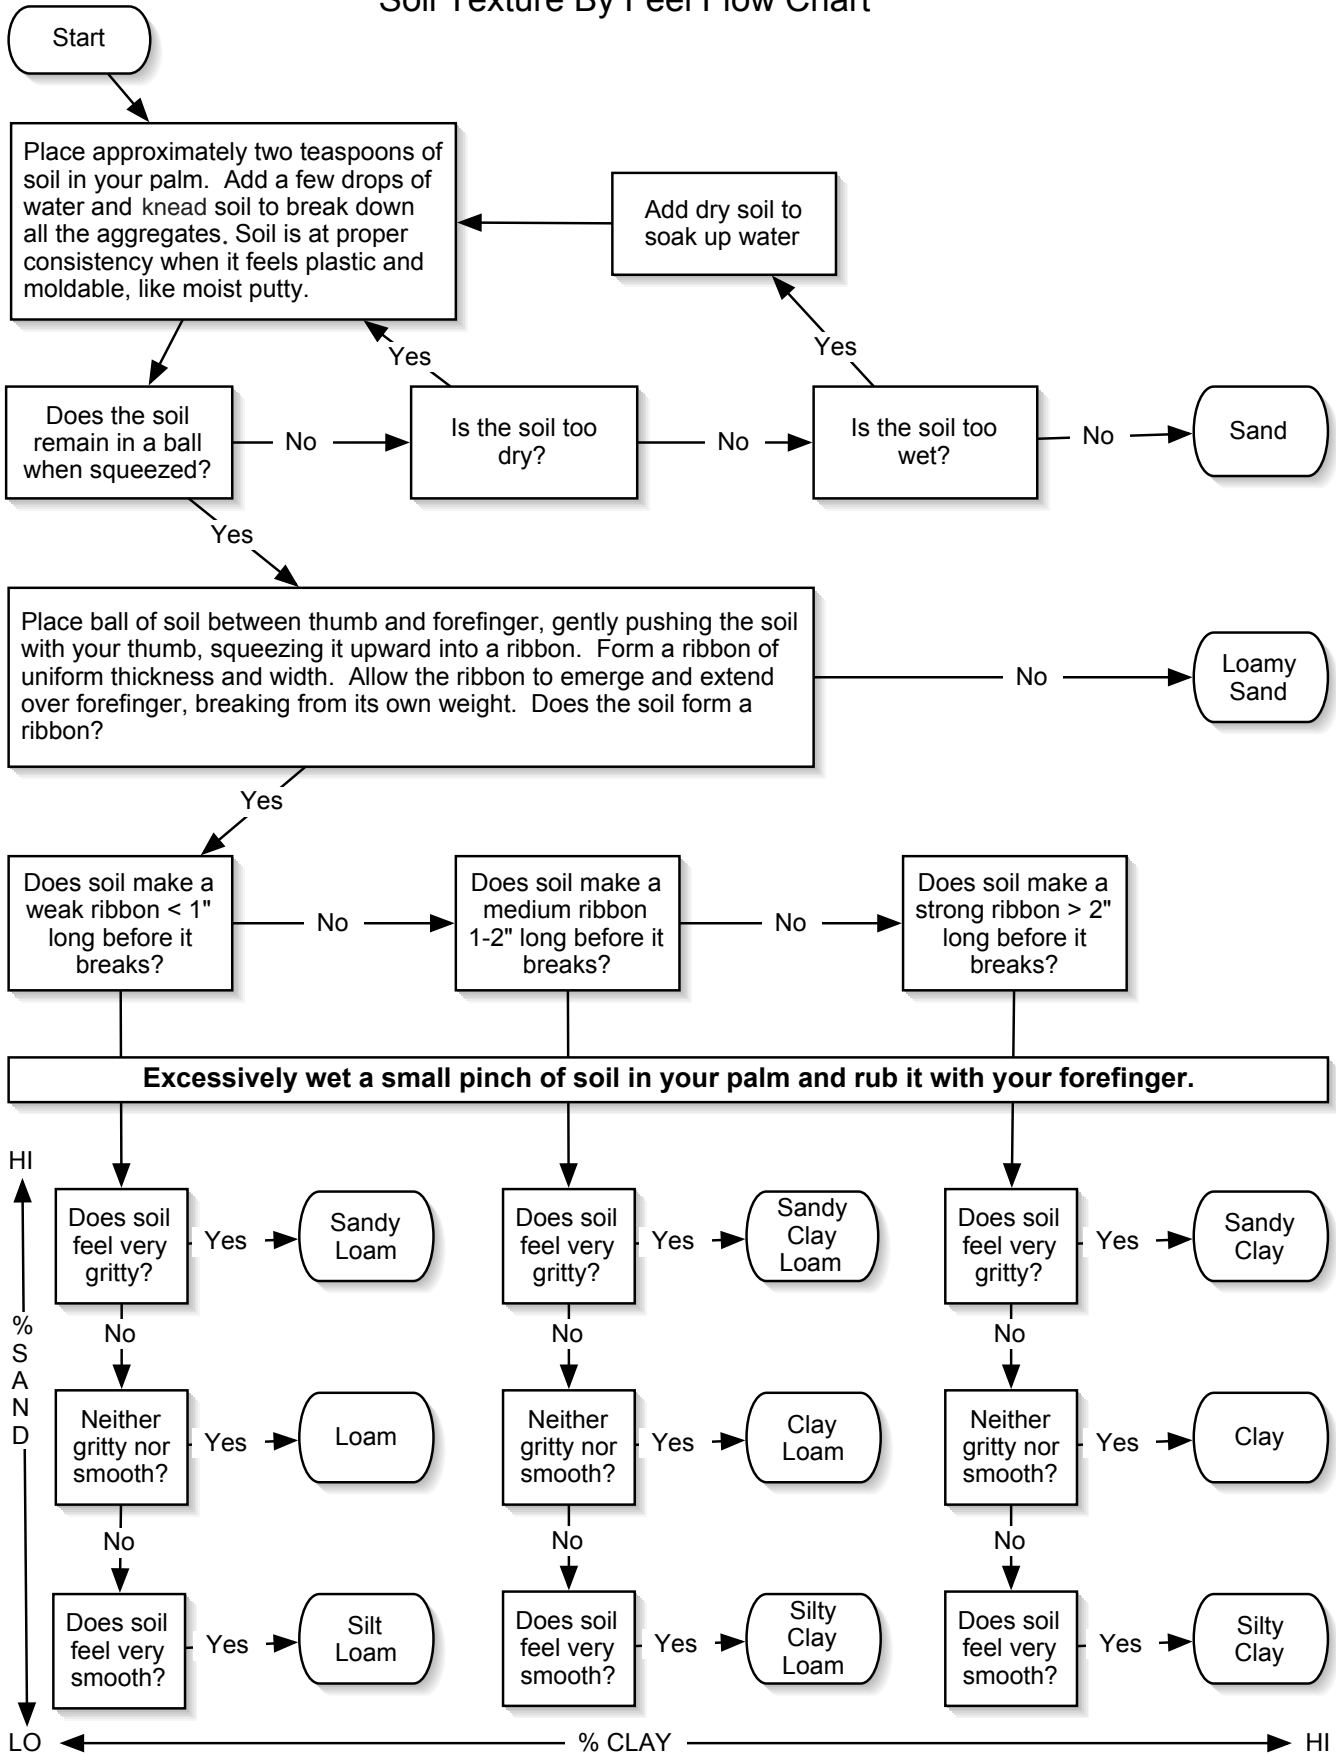 Soil Texture By Feel Flow Chart
Start
Place approximately two teaspoons of
soil in your palm.  Add a few drops of
water and knead soil to break down
all the aggregates. Soil is at proper
consistency when it feels plastic and
moldable, like moist putty.
Add dry soil to
soak up water
Yes
Yes
Does the soil
remain in a ball
when squeezed?
No
Is the soil too
dry?
No
Is the soil too
wet?
No
Sand
Yes
Place ball of soil between thumb and forefinger, gently pushing the soil
with your thumb, squeezing it upward into a ribbon.  Form a ribbon of
uniform thickness and width.  Allow the ribbon to emerge and extend
over forefinger, breaking from its own weight.  Does the soil form a
ribbon?
No
Loamy
Sand
Yes
Does soil make a
weak ribbon < 1"
long before it
breaks?
No
Does soil make a
medium ribbon
1-2" long before it
breaks?
No
Does soil make a
strong ribbon > 2"
long before it
breaks?
Excessively wet a small pinch of soil in your palm and rub it with your forefinger.
HI
Does soil
feel very
gritty?
Yes
Sandy
Loam
Does soil
feel very
gritty?
Yes
Sandy
Clay
Loam
Does soil
feel very
gritty?
Yes
Sandy
Clay
%
S
A
N
D
No
No
No
Neither
gritty nor
smooth?
Yes
Loam
Neither
gritty nor
smooth?
Yes
Clay
Loam
Neither
gritty nor
smooth?
Yes
Clay
No
No
No
Does soil
feel very
smooth?
Yes
Silt
Loam
Does soil
feel very
smooth?
Yes
Silty
Clay
Loam
Does soil
feel very
smooth?
Yes
Silty
Clay
LO
% CLAY
HI